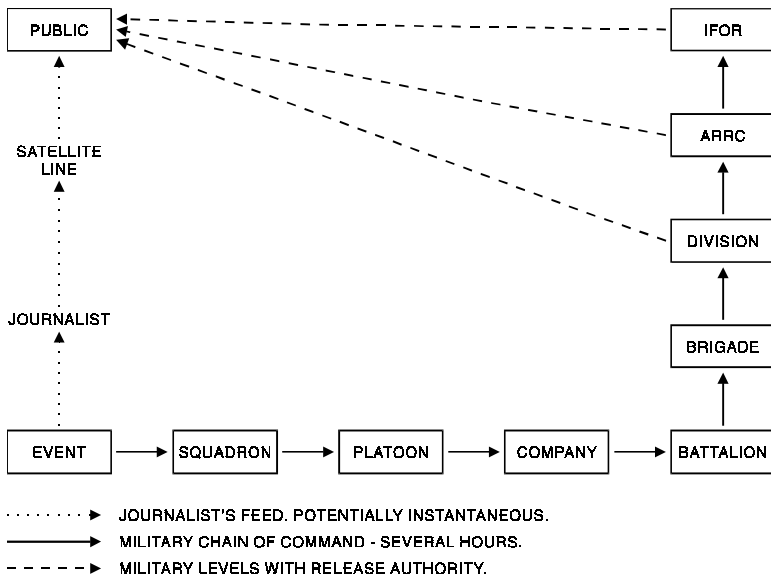 PUBLIC
IFOR
ARRC
SATELLITE
LINE
DIVISION
JOURNALIST
BRIGADE
EVENT
SQUADRON
PLATOON
COMPANY
BATTALION
JOURNALIST'S FEED. POTENTIALLY INSTANTANEOUS.
MILITARY CHAIN OF COMMAND - SEVERAL HOURS.
MILITARY LEVELS WITH RELEASE AUTHORITY.